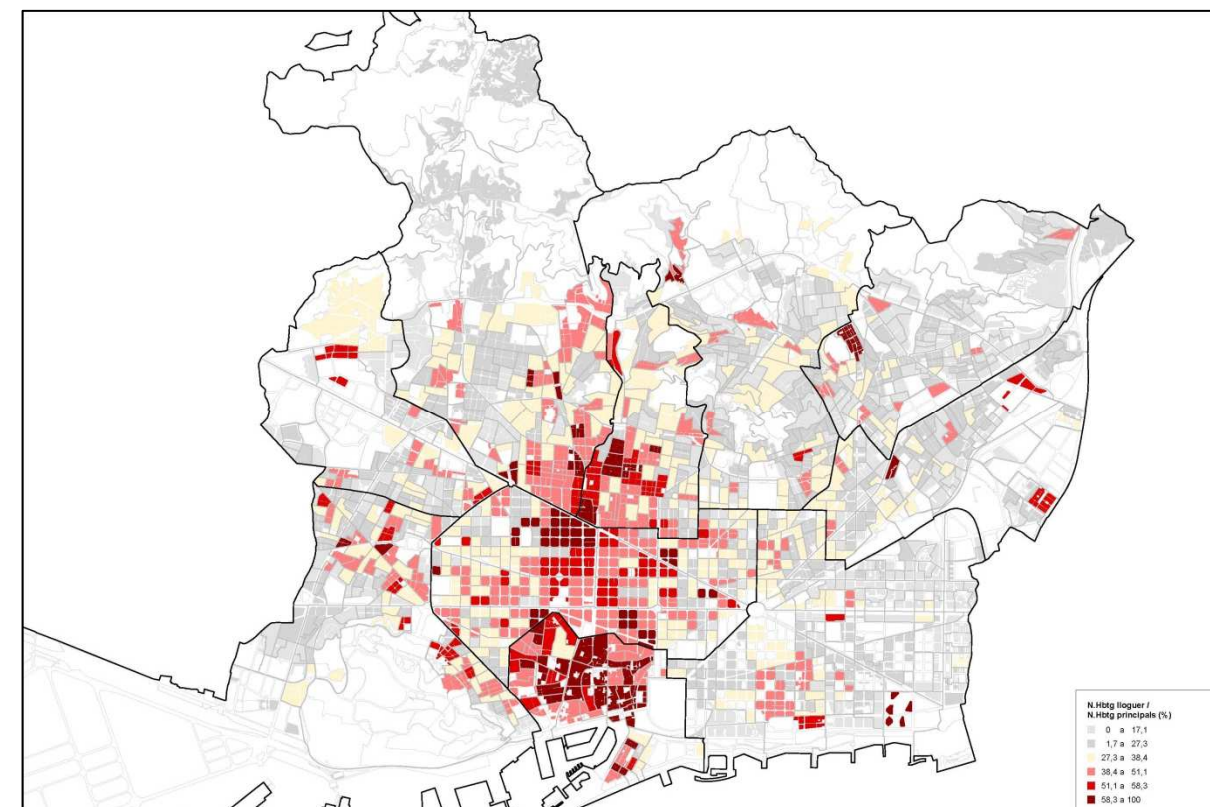 N.Hbtg lloguer /
N.Hbtg principals (%)
0 a 17,1
1,7 a 27,3
27,3 a 38,4
38,4 a 51,1
51,1 a 58,3
58,3 a 100